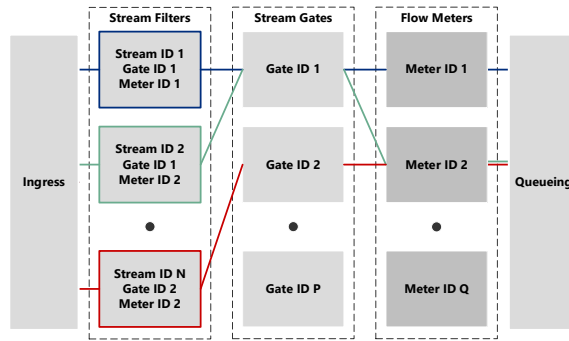 Stream Filters
Stream Gates
Flow Meters
Ingress
Stream ID 1
Gate ID 1
Meter ID 1
Stream ID 2
Gate ID 1
Meter ID 2
Stream ID N
Gate ID 2
Meter ID 2
Gate ID 1
Gate ID 2
Gate ID P
Meter ID 1
Meter ID 2
Meter ID Q
Queueing